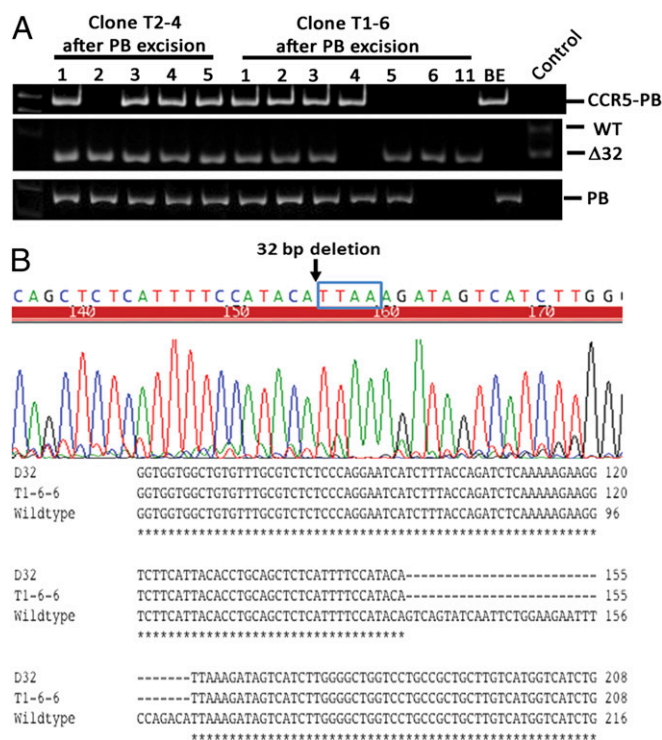 A
Clone T2-4
after PB excision
Clone T1-6
after PB excision
1 2 3 4 5 1 2 3 4 5 6 11 BE Control
CCR5-PB
WT
Δ32
PB
B
32 bp deletion
CAGCTCTCATTTTCCATACATTAAAGATAGTCATCTTGG
140 150 160 170
D32 GGTGGTGGCTGTGTTTGCGTCTCTCCCAGGAATCATCTTTACCAGATCTCAAAAAGAAGG 120
T1-6-6 GGTGGTGGCTGTGTTTGCGTCTCTCCCAGGAATCATCTTTACCAGATCTCAAAAAGAAGG 120
Wildtype GGTGGTGGCTGTGTTTGCGTCTCTCCCAGGAATCATCTTTACCAGATCTCAAAAAGAAGG 96
************************************************************
D32 TCTTCATTACACCTGCAGCTCTCATTTTCCATACA------------------------- 155
T1-6-6 TCTTCATTACACCTGCAGCTCTCATTTTCCATACA------------------------- 155
Wildtype TCTTCATTACACCTGCAGCTCTCATTTTCCATACAGTCAGTATCAATTCTGGAAGAATTT 156
***********************************
D32 -------TTAAAGATAGTCATCTTGGGGCTGGTCCTGCCGCTGCTTGTCATGGTCATCTG 208
T1-6-6 -------TTAAAGATAGTCATCTTGGGGCTGGTCCTGCCGCTGCTTGTCATGGTCATCTG 208
Wildtype CCAGACATTAAAGATAGTCATCTTGGGGCTGGTCCTGCCGCTGCTTGTCATGGTCATCTG 216
*****************************************************